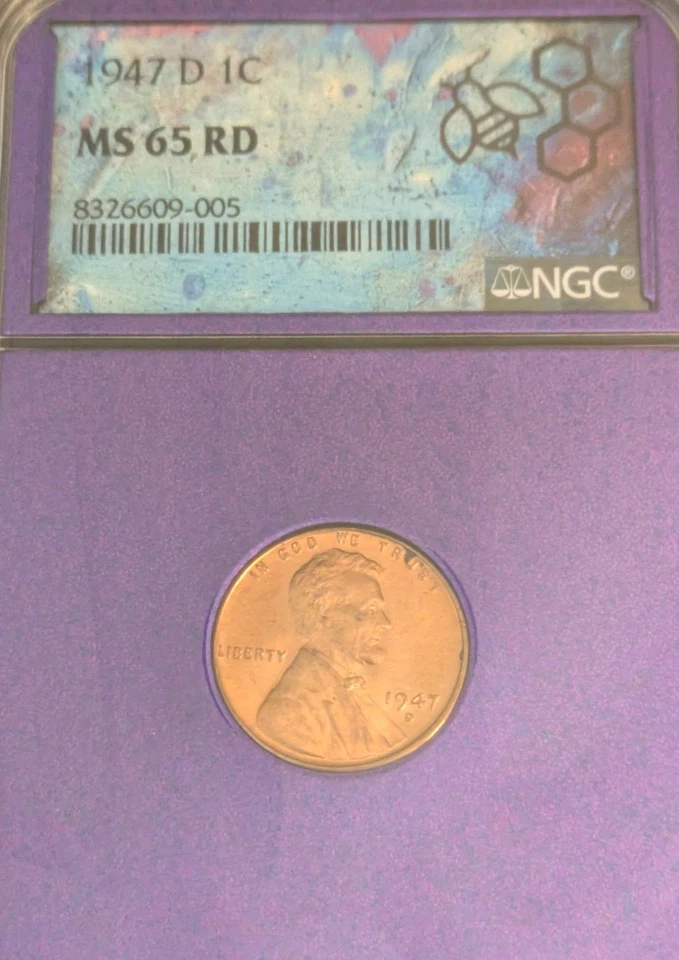 1947 D 1C
MS 65 RD
8326609-005
NGC®
IN GOD WE TRUST
LIBERTY
1947
D